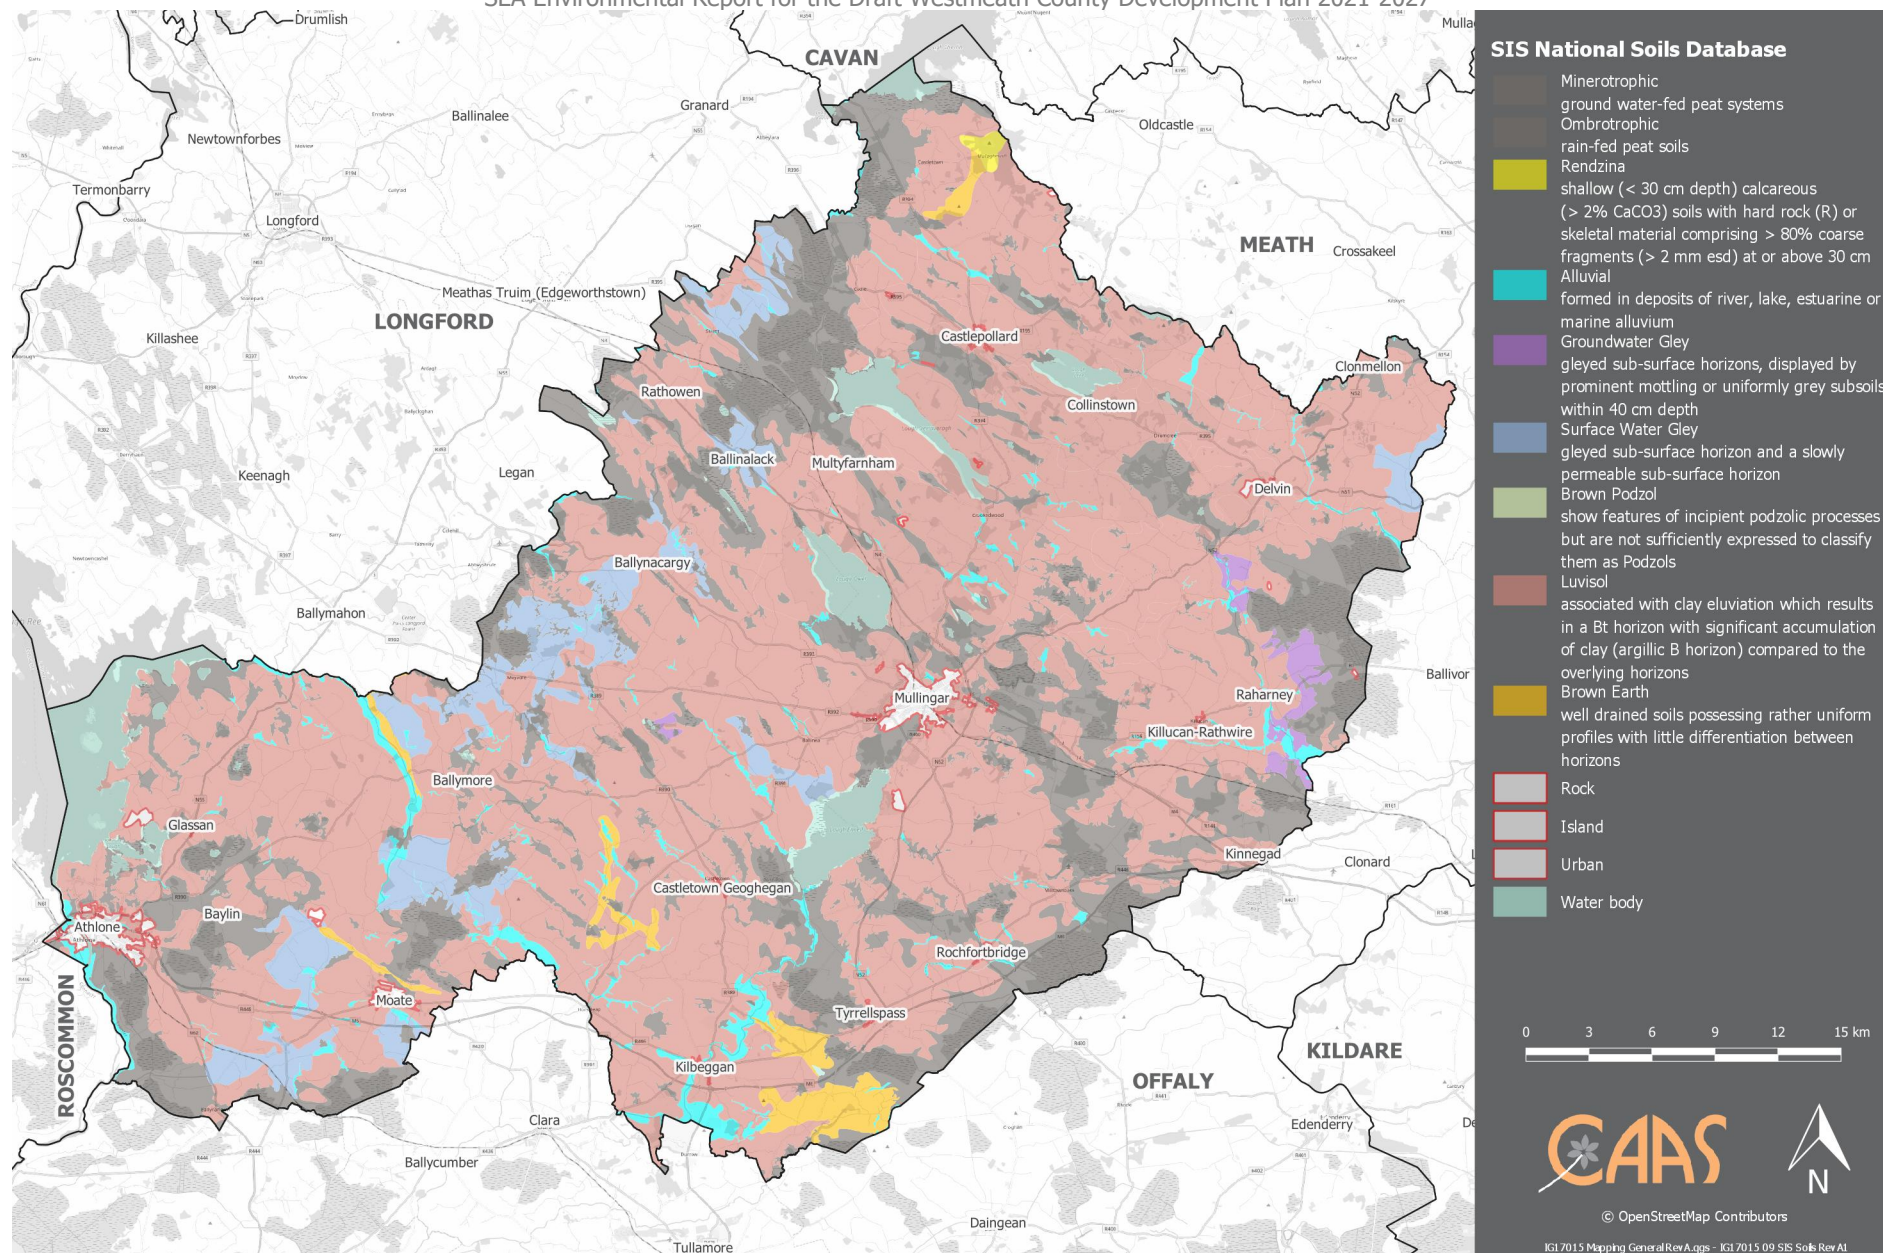 SEA Environmental Report for the Draft Westmeath County Development Plan 2021-2027
Drumlish
CAVAN
Granard
Ballinalee
Newtownforbes
Oldcastle
Termonbarry
Longford
MEATH
Crossakeel
Meathas Truim (Edgeworthstown)
LONGFORD
Killashee
Castlepollard
Clonmellon
Rathowen
Collinstown
Ballinalack
Multyfarnham
Keenagh
Legan
Delvin
Ballynacargy
Ballymahon
Ballivor
Mullingar
Raharney
Killucan-Rathwire
Ballymore
Glassan
Kinnegad
Clonard
Castletown Geoghegan
Baylin
Athlone
Rochfortbridge
Moate
Tyrrellspass
ROSCOMMON
Kilbeggan
KILDARE
OFFALY
Clara
Edenderry
Ballycumber
Daingean
Tullamore
SIS National Soils Database
Minerotrophic
ground water-fed peat systems
Ombrotrophic
rain-fed peat soils
Rendzina
shallow (< 30 cm depth) calcareous
(> 2% CaCO3) soils with hard rock (R) or
skeletal material comprising > 80% coarse
fragments (> 2 mm esd) at or above 30 cm
Alluvial
formed in deposits of river, lake, estuarine or
marine alluvium
Groundwater Gley
gleyed sub-surface horizons, displayed by
prominent mottling or uniformly grey subsoils
within 40 cm depth
Surface Water Gley
gleyed sub-surface horizon and a slowly
permeable sub-surface horizon
Brown Podzol
show features of incipient podzolic processes
but are not sufficiently expressed to classify
them as Podzols
Luvisol
associated with clay eluviation which results
in a Bt horizon with significant accumulation
of clay (argillic B horizon) compared to the
overlying horizons
Brown Earth
well drained soils possessing rather uniform
profiles with little differentiation between
horizons
Rock
Island
Urban
Water body
0 3 6 9 12 15 km
CAAS
N
© OpenStreetMap Contributors
IG17015 Mapping General Rev A.qgs - IG17015 09 SIS Soils Rev A1